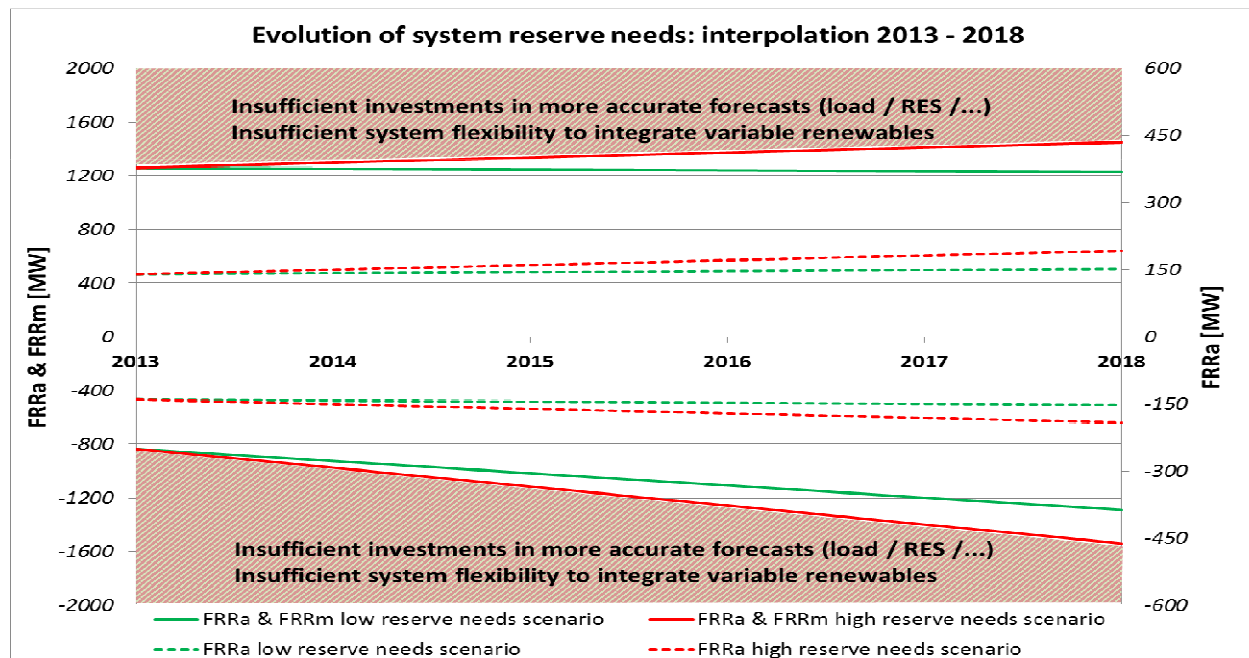 Evolution of system reserve needs: interpolation 2013 - 2018
2000
1600
1200
800
400
0
-400
-800
-1200
-1600
-2000
FRRa & FRRm [MW]
Insufficient investments in more accurate forecasts (load / RES /...)
Insufficient system flexibility to integrate variable renewables
2013 2014 2015 2016 2017 2018
Insufficient investments in more accurate forecasts (load / RES /...)
Insufficient system flexibility to integrate variable renewables
600
450
300
150
0
-150
-300
-450
-600
FRRa [MW]
FRRa & FRRm low reserve needs scenario
FRRa & FRRm high reserve needs scenario
FRRa low reserve needs scenario
FRRa high reserve needs scenario